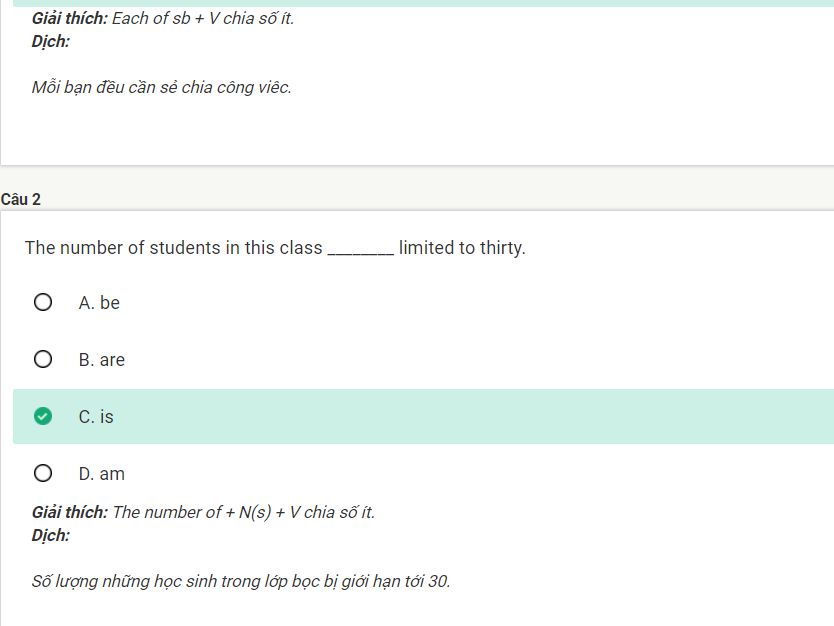 Giải thích: Each of sb + V chia số ít.
Dịch:
Mỗi bạn đều cần sẻ chia công viêc.
Câu 2
The number of students in this class ________ limited to thirty.
A. be
B. are
C. is
D. am
Giải thích: The number of + N(s) + V chia số ít.
Dịch:
Số lượng những học sinh trong lớp bọc bị giới hạn tới 30.